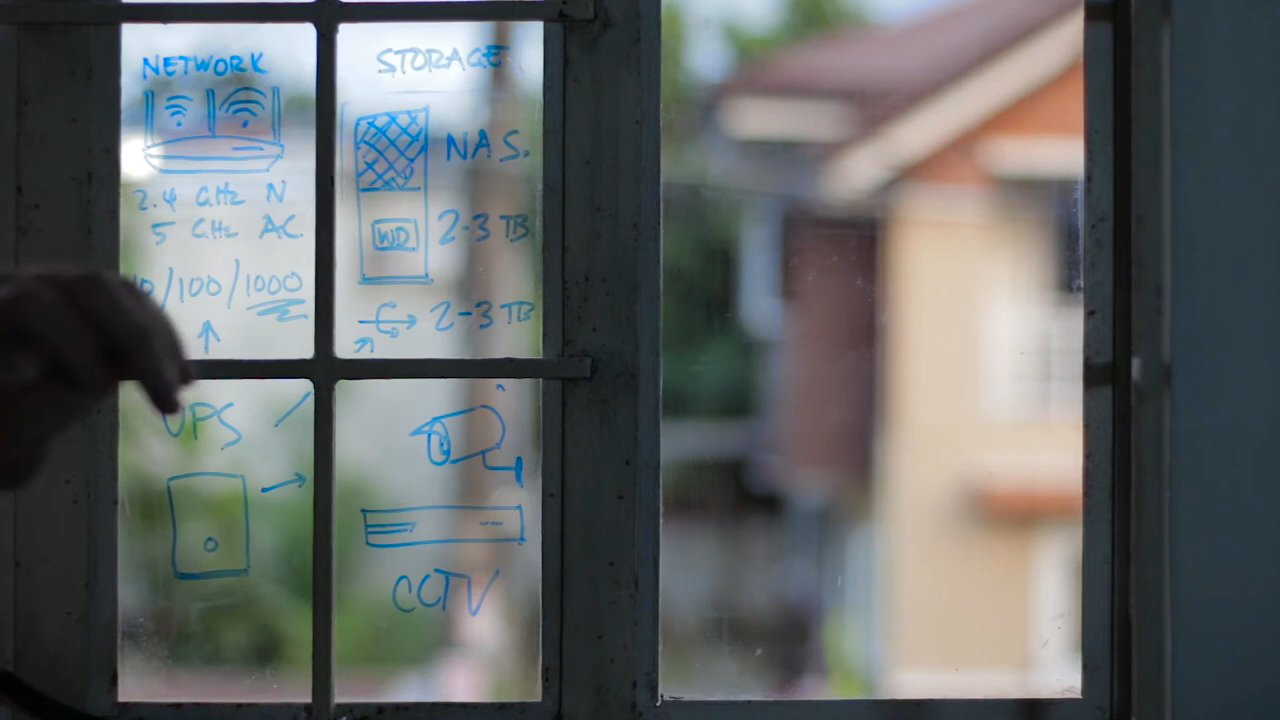 NETWORK
2.4 GHz N
5 GHz AC
10/100/1000
STORAGE
NAS.
WD
2-3 TB
2-3 TB
UPS
CCTV